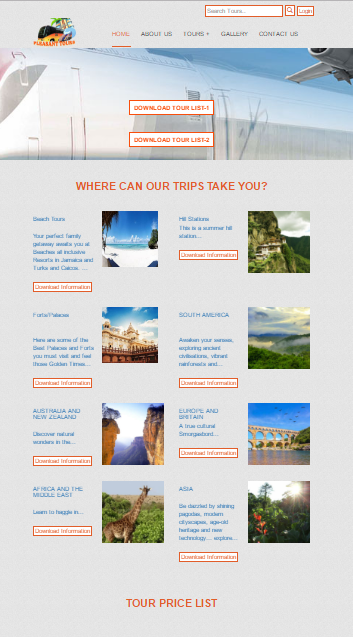 Search Tours..
Login
PLEASANT TOURS
HOME ABOUT US TOURS + GALLERY CONTACT US
DOWNLOAD TOUR LIST-1
DOWNLOAD TOUR LIST-2
WHERE CAN OUR TRIPS TAKE YOU?
Beach Tours
Your perfect family
getaway awaits you at
Beaches all inclusive
Resorts in Jamaica and
Turks and Caicos. ...
Download Information
Hill Stations
This is a summer hill
station...
Download Information
Forts/Palaces
Here are some of the
Best Palaces and Forts
you must visit and feel
those Golden Times...
Download Information
SOUTH AMERICA
Awaken your senses,
exploring ancient
civilisations, vibrant
rainforests and...
Download Information
AUSTRALIA AND
NEW ZEALAND
Discover natural
wonders in the...
Download Information
EUROPE AND
BRITAIN
A true cultural
Smorgasbord...
Download Information
AFRICA AND THE
MIDDLE EAST
Learn to haggle in...
Download Information
ASIA
Be dazzled by shining
pagodas, modern
cityscapes, age-old
heritage and new
technology... explore...
Download Information
TOUR PRICE LIST